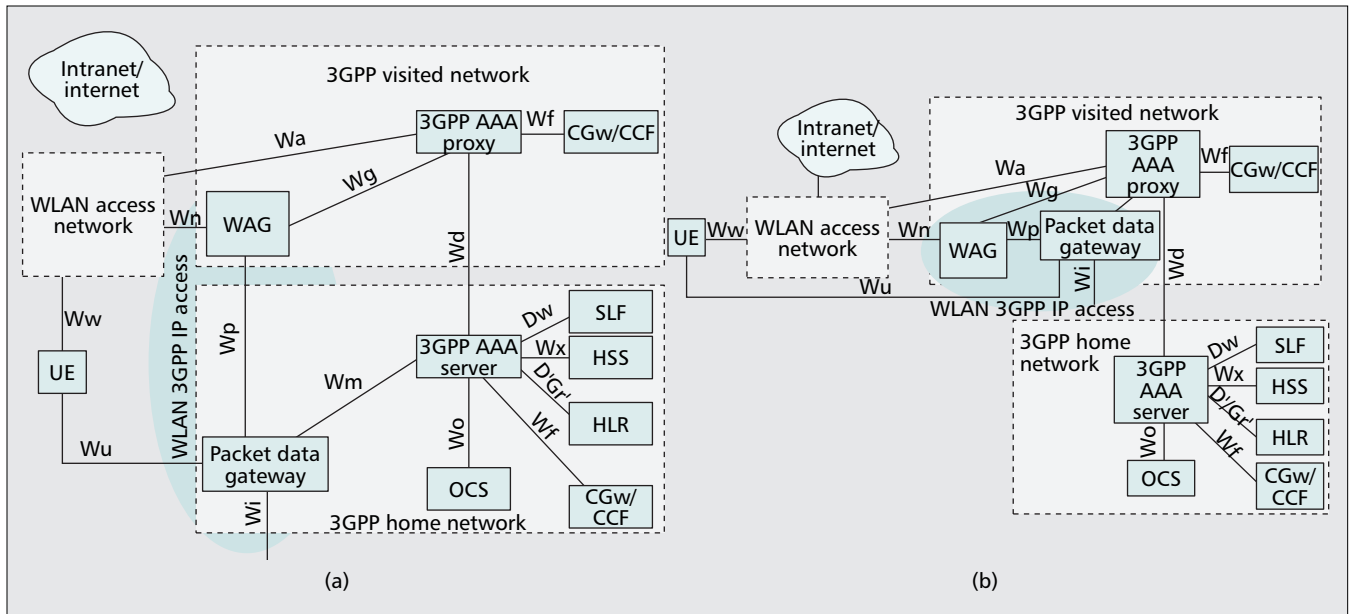 Intranet/
internet
3GPP visited network
3GPP AAA
proxy
Wf
CGw/CCF
Wa
Wg
WLAN access
network
Wn
WAG
Wd
WLAN 3GPP IP access
Ww
Wp
UE
Wu
3GPP AAA
server
Dw
SLF
Wx
HSS
D'Gr'
HLR
Wm
Wo
Wf
Packet data
gateway
OCS
CGw/
CCF
Wi
3GPP home network
(a)
3GPP visited network
Intranet/
internet
3GPP
AAA
proxy
Wf
CGw/CCF
Wa
Wg
UE
Ww
WLAN access
network
Wn
WAG
Wp
Packet data
gateway
Wd
Wu
Wi
WLAN 3GPP IP access
3GPP home
network
3GPP
AAA
server
Dw
SLF
Wx
HSS
D'/Gr'
HLR
Wo
Wf
OCS
CGw/
CCF
(b)